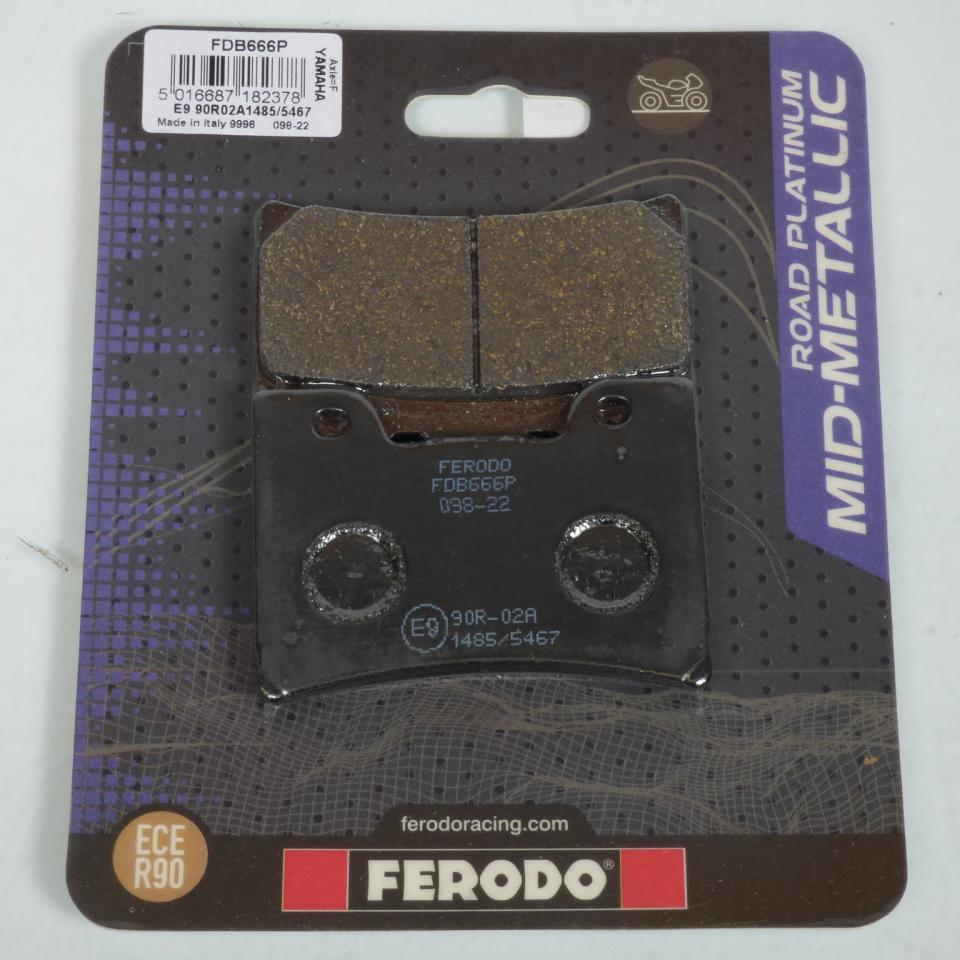 FDB666P
5 016687 182378
E9 90R02A1485/5467
Made in Italy 9996 098-22
YAMAHA
Axle=F
ROAD PLATINUM
MID-METALLIC
FERODO
FDB666P
098-22
E9 90R-02A
1485/5467
ferodoracing.com
ECE
R90
FERODO®